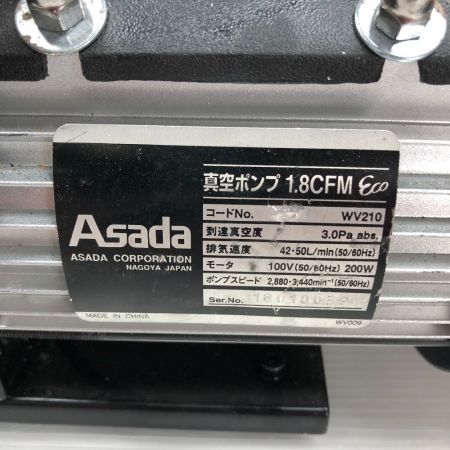 真空ポンプ 1.8CFM Eco
コードNo. WV210
到達真空度 3.0Pa abs.
排気速度 42・50L/min(50/60Hz)
モータ 100V(50/60Hz) 200W
ポンプスピード 2,880・3,440min⁻¹(50/60Hz)
Ser.No.
Asada
ASADA CORPORATION
NAGOYA JAPAN
MADE IN CHINA
WV009